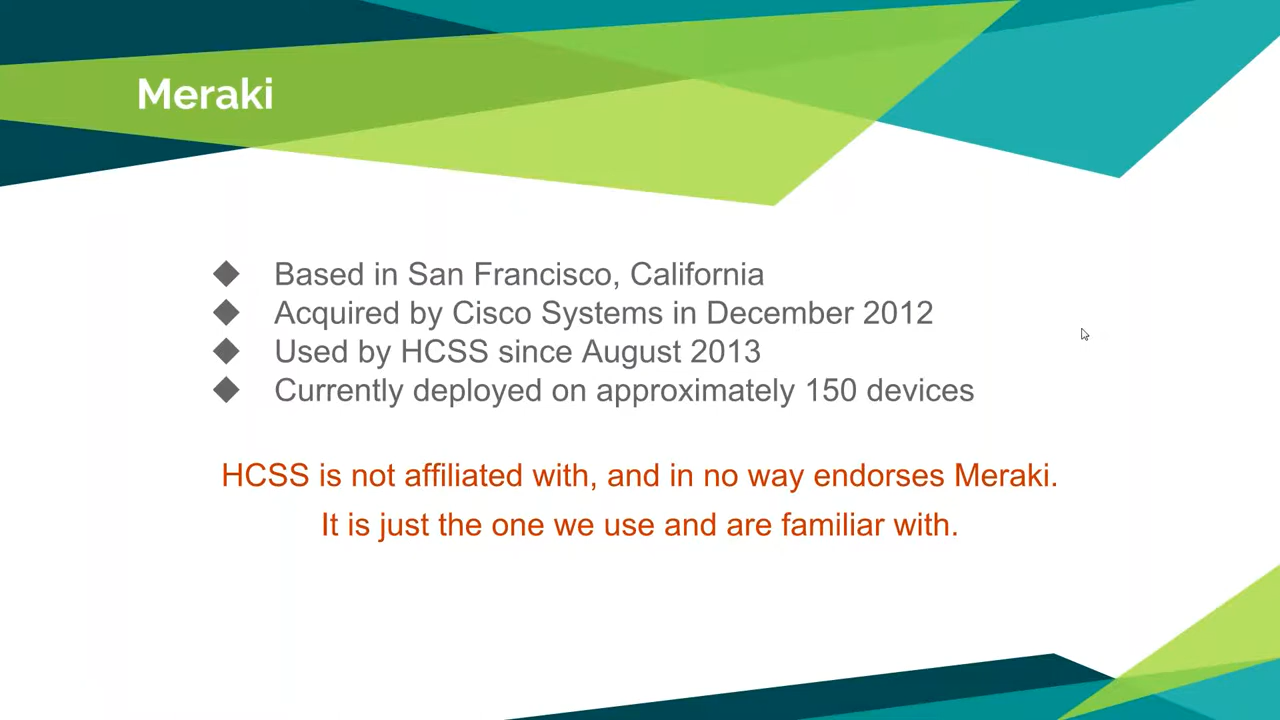 Meraki
Based in San Francisco, California
Acquired by Cisco Systems in December 2012
Used by HCSS since August 2013
Currently deployed on approximately 150 devices
HCSS is not affiliated with, and in no way endorses Meraki.
It is just the one we use and are familiar with.